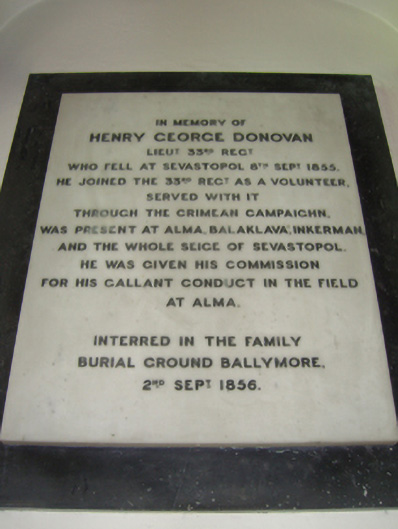 IN MEMORY OF
HENRY GEORGE DONOVAN
LIEUT 33RD REGT
WHO FELL AT SEVASTOPOL 8TH SEPT 1855.
HE JOINED THE 33RD REGT AS A VOLUNTEER,
SERVED WITH IT
THROUGH THE CRIMEAN CAMPAIGHN,
WAS PRESENT AT ALMA, BALAKLAVA, INKERMAN,
AND THE WHOLE SEIGE OF SEVASTOPOL.
HE WAS GIVEN HIS COMMISSION
FOR HIS GALLANT CONDUCT IN THE FIELD
AT ALMA.
INTERRED IN THE FAMILY
BURIAL GROUND BALLYMORE,
2ND SEPT 1856.